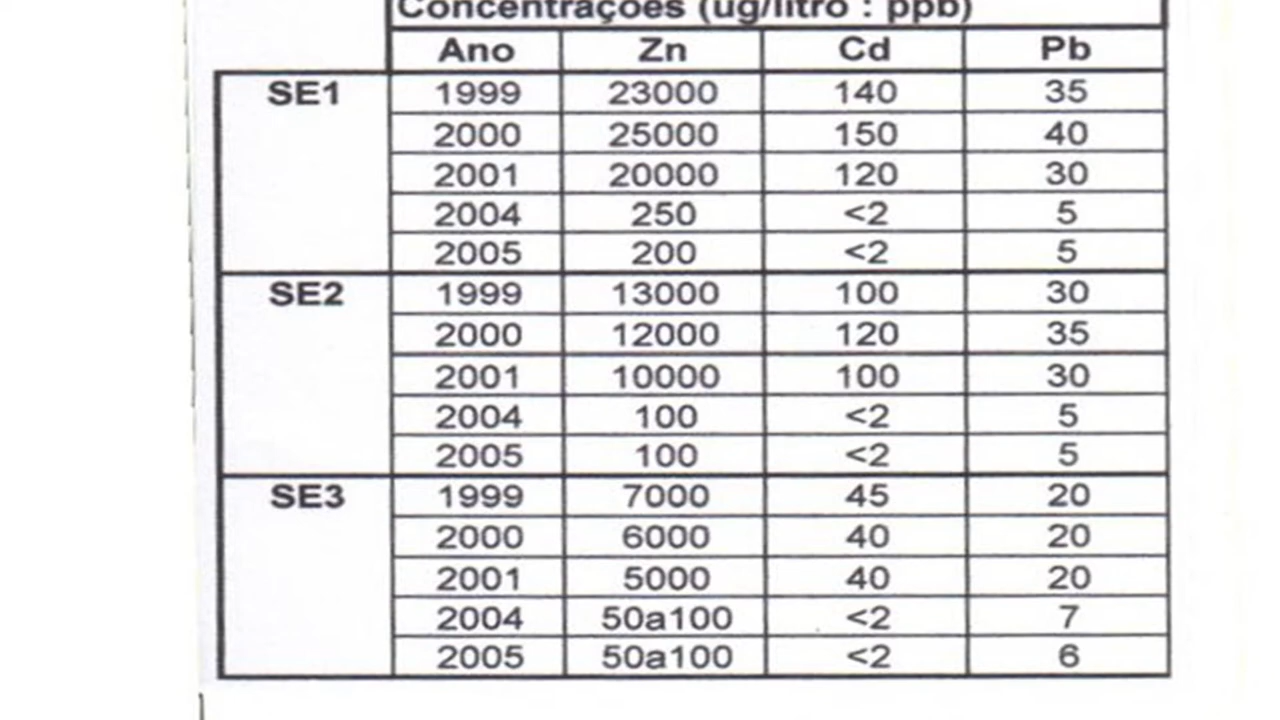 Concentrações (ug/litro : ppb)
Ano Zn Cd Pb
SE1 1999 23000 140 35
2000 25000 150 40
2001 20000 120 30
2004 250 <2 5
2005 200 <2 5
SE2 1999 13000 100 30
2000 12000 120 35
2001 10000 100 30
2004 100 <2 5
2005 100 <2 5
SE3 1999 7000 45 20
2000 6000 40 20
2001 5000 40 20
2004 50a100 <2 7
2005 50a100 <2 6